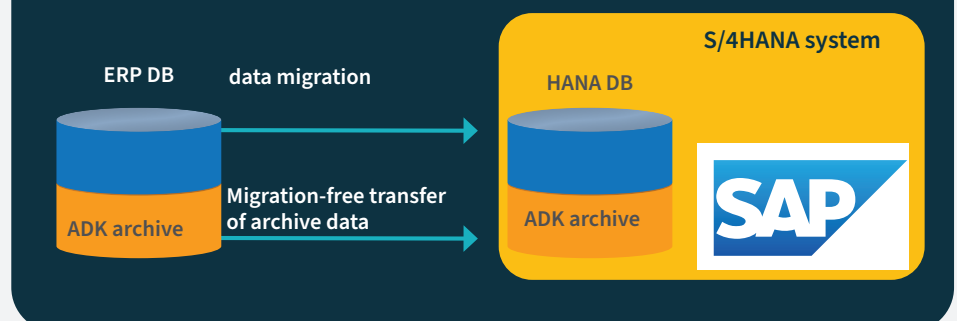 S/4HANA system
ERP DB
data migration
HANA DB
Migration-free transfer
of archive data
ADK archive
ADK archive
SAP